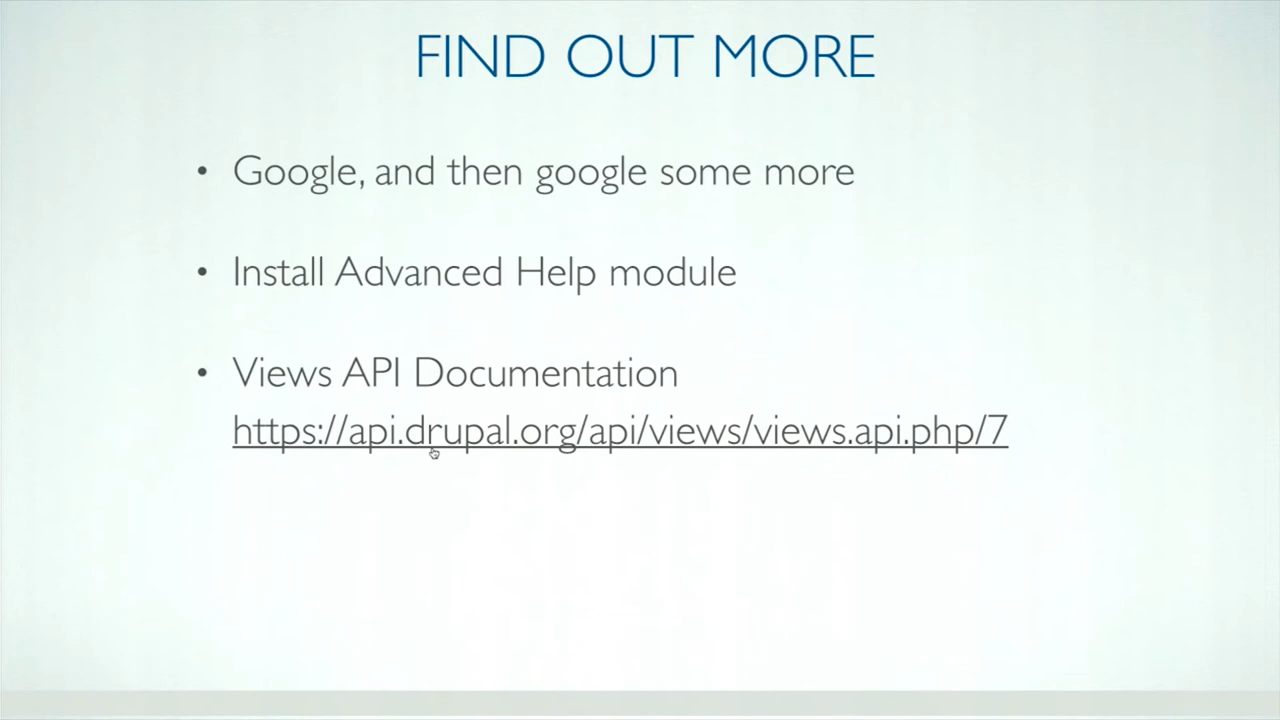 FIND OUT MORE
• Google, and then google some more
• Install Advanced Help module
• Views API Documentation
https://api.drupal.org/api/views/views.api.php/7